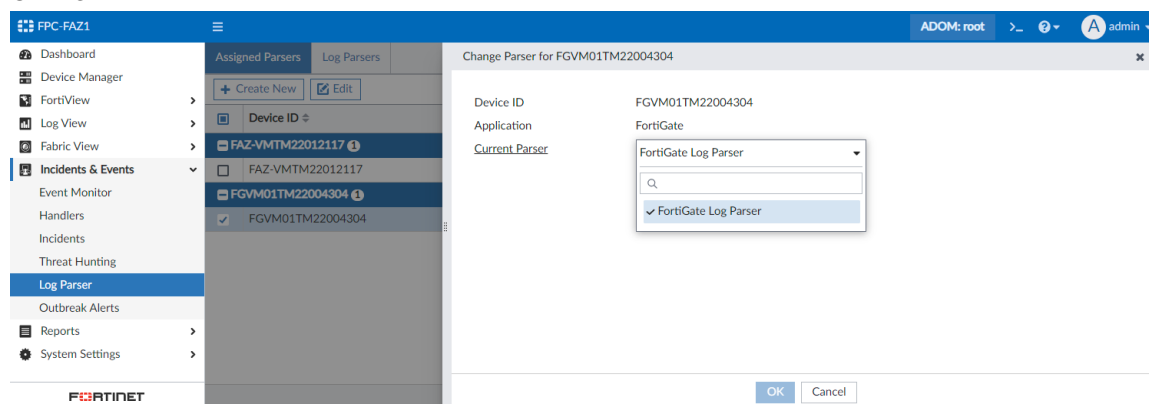 FPC-FAZ1
ADOM: root
>_
?
A admin
Dashboard
Device Manager
FortiView
Log View
Fabric View
Incidents & Events
Event Monitor
Handlers
Incidents
Threat Hunting
Log Parser
Outbreak Alerts
Reports
System Settings
FORTINET
Assigned Parsers
Log Parsers
+ Create New
Edit
Device ID
FAZ-VMTM22012117 1
FAZ-VMTM22012117
FGVM01TM22004304 1
FGVM01TM22004304
Change Parser for FGVM01TM22004304
Device ID FGVM01TM22004304
Application FortiGate
Current Parser FortiGate Log Parser
FortiGate Log Parser
OK Cancel